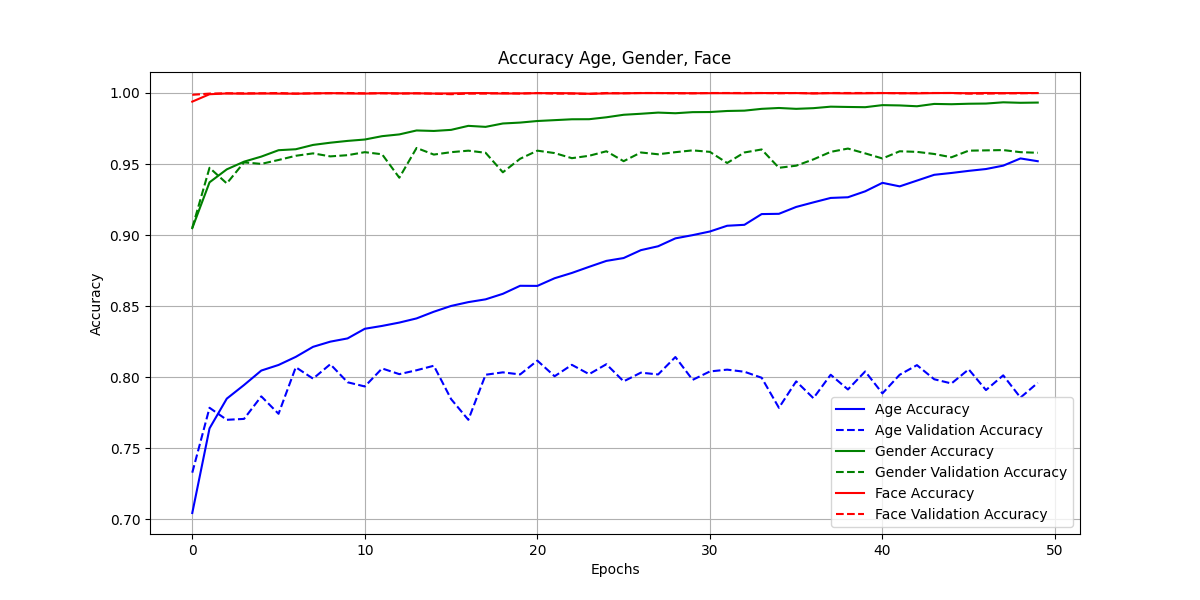 Accuracy Age, Gender, Face
Accuracy
1.00
0.95
0.90
0.85
0.80
0.75
0.70
Age Accuracy
Age Validation Accuracy
Gender Accuracy
Gender Validation Accuracy
Face Accuracy
Face Validation Accuracy
0 10 20 30 40 50
Epochs